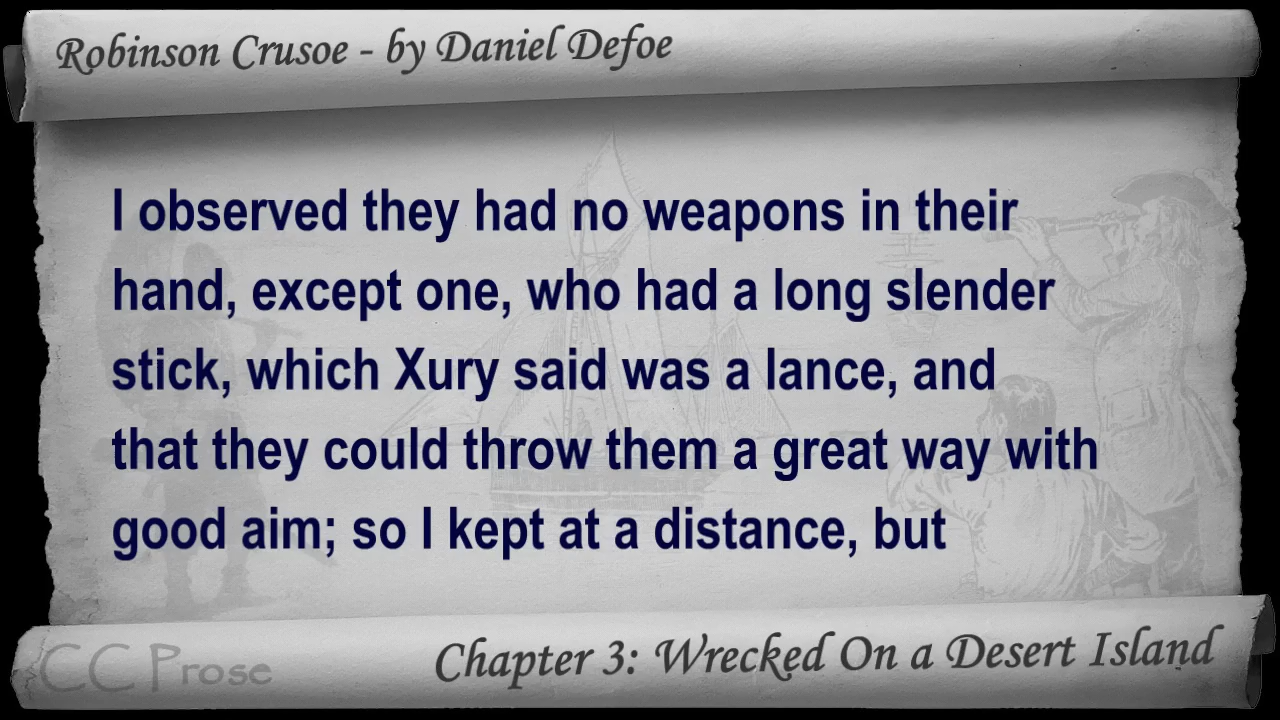 Robinson Crusoe - by Daniel Defoe
I observed they had no weapons in their
hand, except one, who had a long slender
stick, which Xury said was a lance, and
that they could throw them a great way with
good aim; so I kept at a distance, but
CC Prose
Chapter 3: Wrecked On a Desert Island